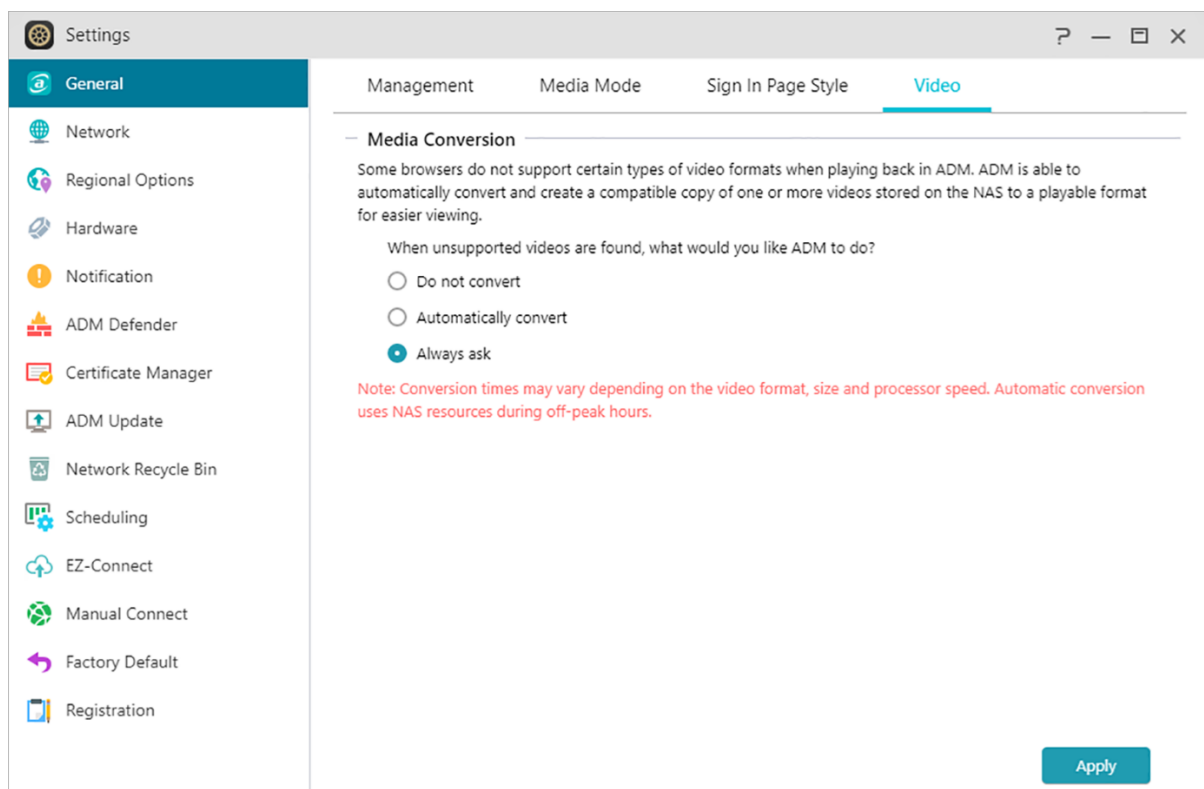 Settings
General
Network
Regional Options
Hardware
Notification
ADM Defender
Certificate Manager
ADM Update
Network Recycle Bin
Scheduling
EZ-Connect
Manual Connect
Factory Default
Registration
Management Media Mode Sign In Page Style Video
Media Conversion
Some browsers do not support certain types of video formats when playing back in ADM. ADM is able to
automatically convert and create a compatible copy of one or more videos stored on the NAS to a playable format
for easier viewing.
When unsupported videos are found, what would you like ADM to do?
Do not convert
Automatically convert
Always ask
Note: Conversion times may vary depending on the video format, size and processor speed. Automatic conversion
uses NAS resources during off-peak hours.
Apply